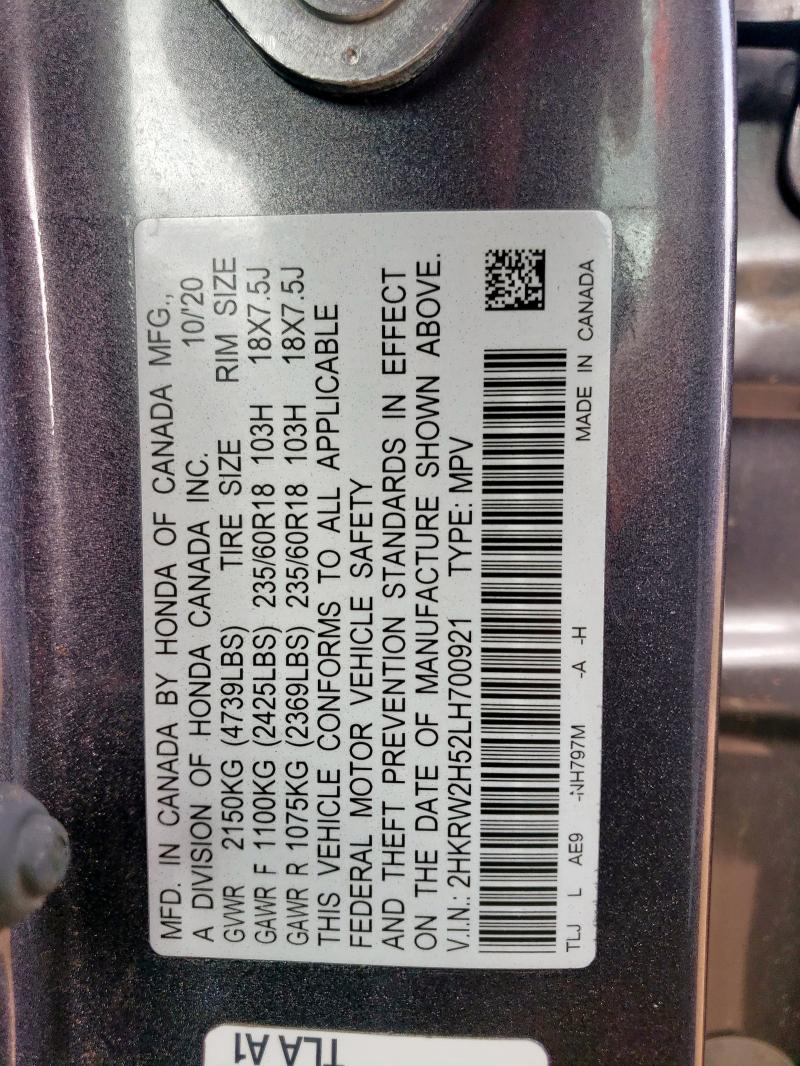 MFD. IN CANADA BY HONDA OF CANADA MFG.,
A DIVISION OF HONDA CANADA INC. 10/'20
GVWR 2150KG (4739LBS) TIRE SIZE RIM SIZE
GAWR F 1100KG (2425LBS) 235/60R18 103H 18X7.5J
GAWR R 1075KG (2369LBS) 235/60R18 103H 18X7.5J
THIS VEHICLE CONFORMS TO ALL APPLICABLE
FEDERAL MOTOR VEHICLE SAFETY
AND THEFT PREVENTION STANDARDS IN EFFECT
ON THE DATE OF MANUFACTURE SHOWN ABOVE.
V.I.N.: 2HKRW2H52LH700921 TYPE: MPV
TLJ L AE9 -NH797M -A -H MADE IN CANADA
TLA A1